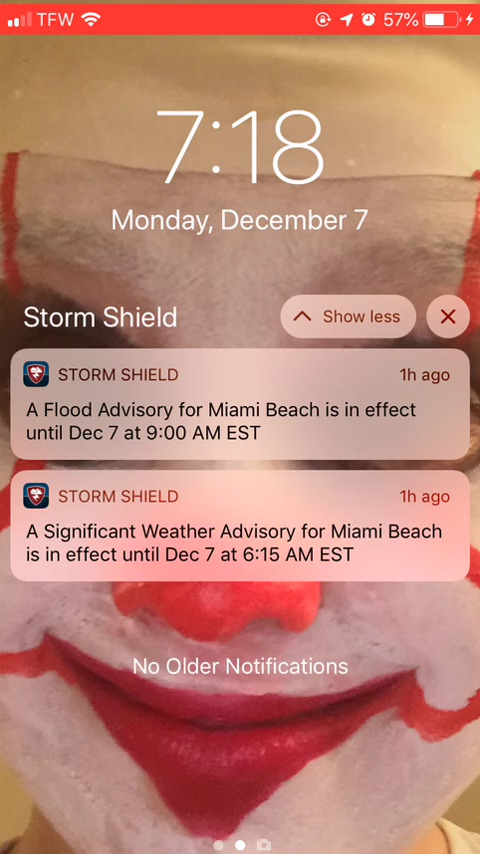 TFW 57%
7:18
Monday, December 7
Storm Shield Show less
STORM SHIELD 1h ago
A Flood Advisory for Miami Beach is in effect
until Dec 7 at 9:00 AM EST
STORM SHIELD 1h ago
A Significant Weather Advisory for Miami Beach
is in effect until Dec 7 at 6:15 AM EST
No Older Notifications